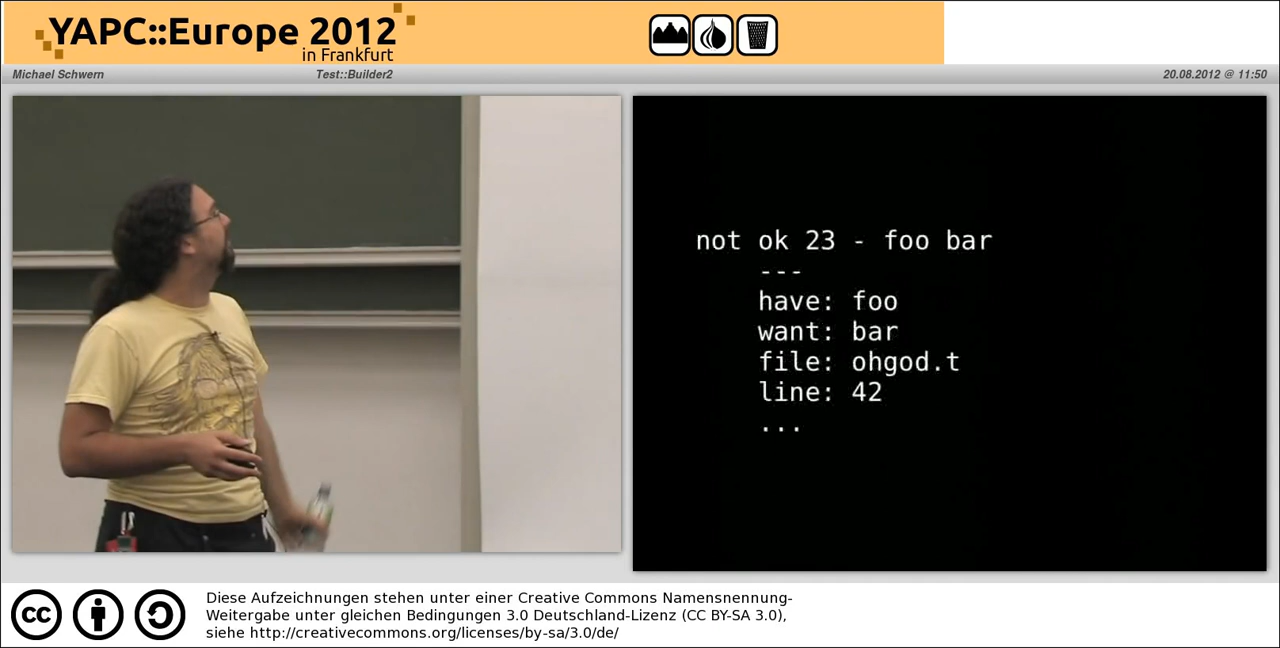 YAPC::Europe 2012
in Frankfurt
Michael Schwern Test::Builder2 20.08.2012 @ 11:50
not ok 23 - foo bar
---
have: foo
want: bar
file: ohgod.t
line: 42
...
cc
Diese Aufzeichnungen stehen unter einer Creative Commons Namensnennung-
Weitergabe unter gleichen Bedingungen 3.0 Deutschland-Lizenz (CC BY-SA 3.0),
siehe http://creativecommons.org/licenses/by-sa/3.0/de/